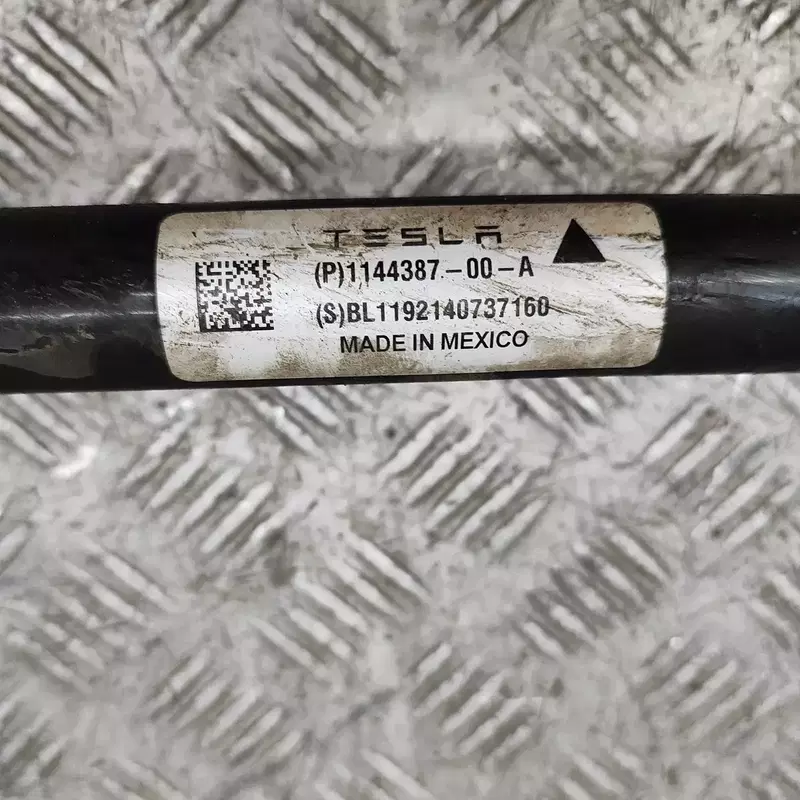 TESLA
(P)1144387-00-A
(S)BL1192140737160
MADE IN MEXICO